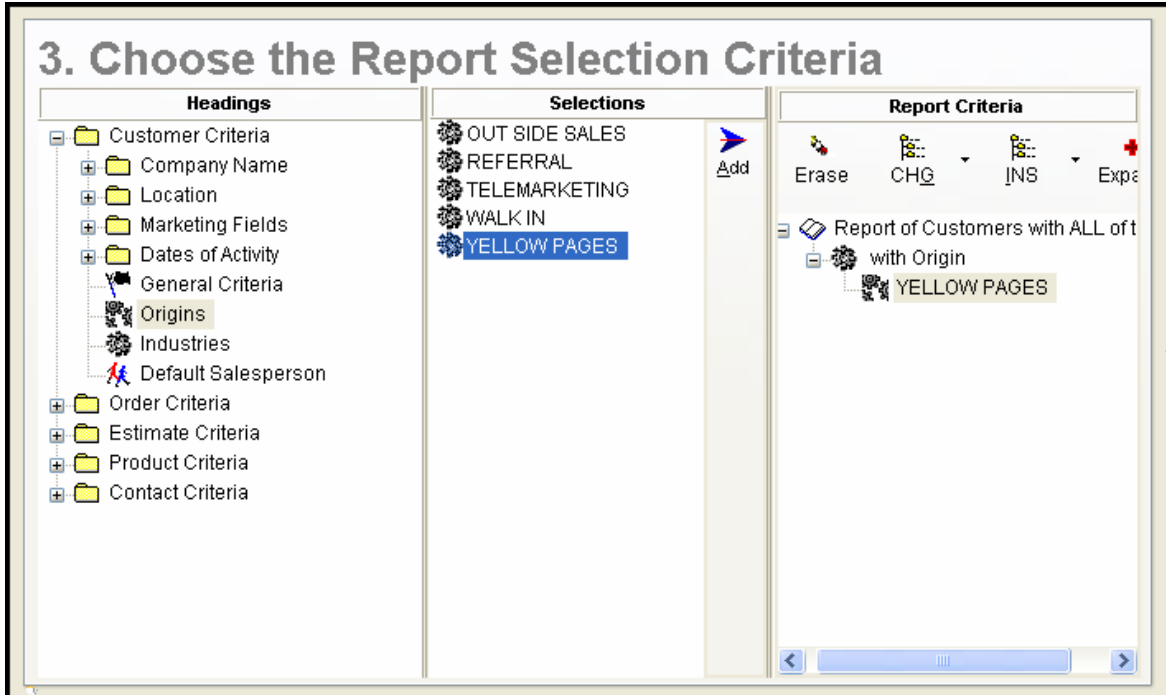 3. Choose the Report Selection Criteria
Headings
Customer Criteria
Company Name
Location
Marketing Fields
Dates of Activity
General Criteria
Origins
Industries
Default Salesperson
Order Criteria
Estimate Criteria
Product Criteria
Contact Criteria
Selections
OUT SIDE SALES
REFERRAL
TELEMARKETING
WALK IN
YELLOW PAGES
Add
Report Criteria
Erase CHG INS Expa
Report of Customers with ALL of t
with Origin
YELLOW PAGES